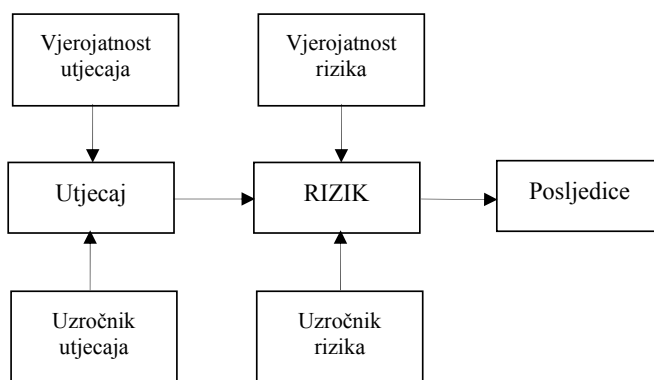 Vjerojatnost
utjecaja
Vjerojatnost
rizika
Utjecaj
RIZIK
Posljedice
Uzročnik
utjecaja
Uzročnik
rizika